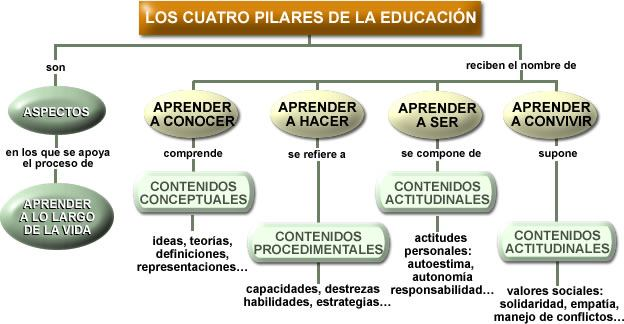 LOS CUATRO PILARES DE LA EDUCACIÓN
son
reciben el nombre de
ASPECTOS
en los que se apoya
el proceso de
APRENDER
A LO LARGO
DE LA VIDA
APRENDER
A CONOCER
comprende
CONTENIDOS
CONCEPTUALES
ideas, teorías,
definiciones,
representaciones...
APRENDER
A HACER
se refiere a
CONTENIDOS
PROCEDIMENTALES
capacidades, destrezas
habilidades, estrategias...
APRENDER
A SER
se compone de
CONTENIDOS
ACTITUDINALES
actitudes
personales:
autoestima,
autonomía
responsabilidad...
APRENDER
A CONVIVIR
supone
CONTENIDOS
ACTITUDINALES
valores sociales:
solidaridad, empatía,
manejo de conflictos...